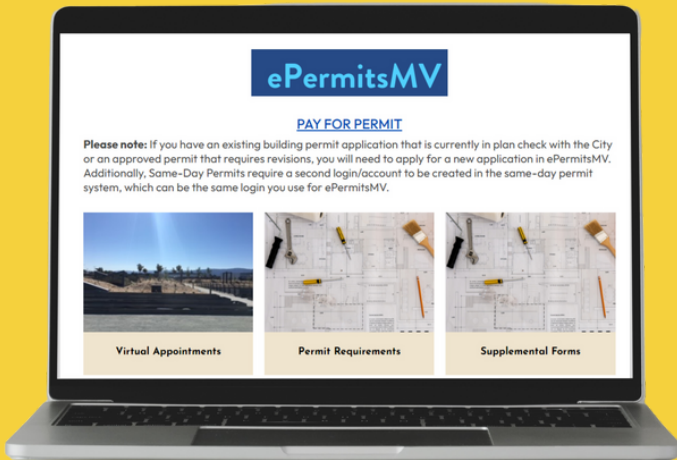 ePermitsMV
PAY FOR PERMIT
Please note: If you have an existing building permit application that is currently in plan check with the City
or an approved permit that requires revisions, you will need to apply for a new application in ePermitsMV.
Additionally, Same-Day Permits require a second login/account to be created in the same-day permit
system, which can be the same login you use for ePermitsMV.
Virtual Appointments
Permit Requirements
Supplemental Forms